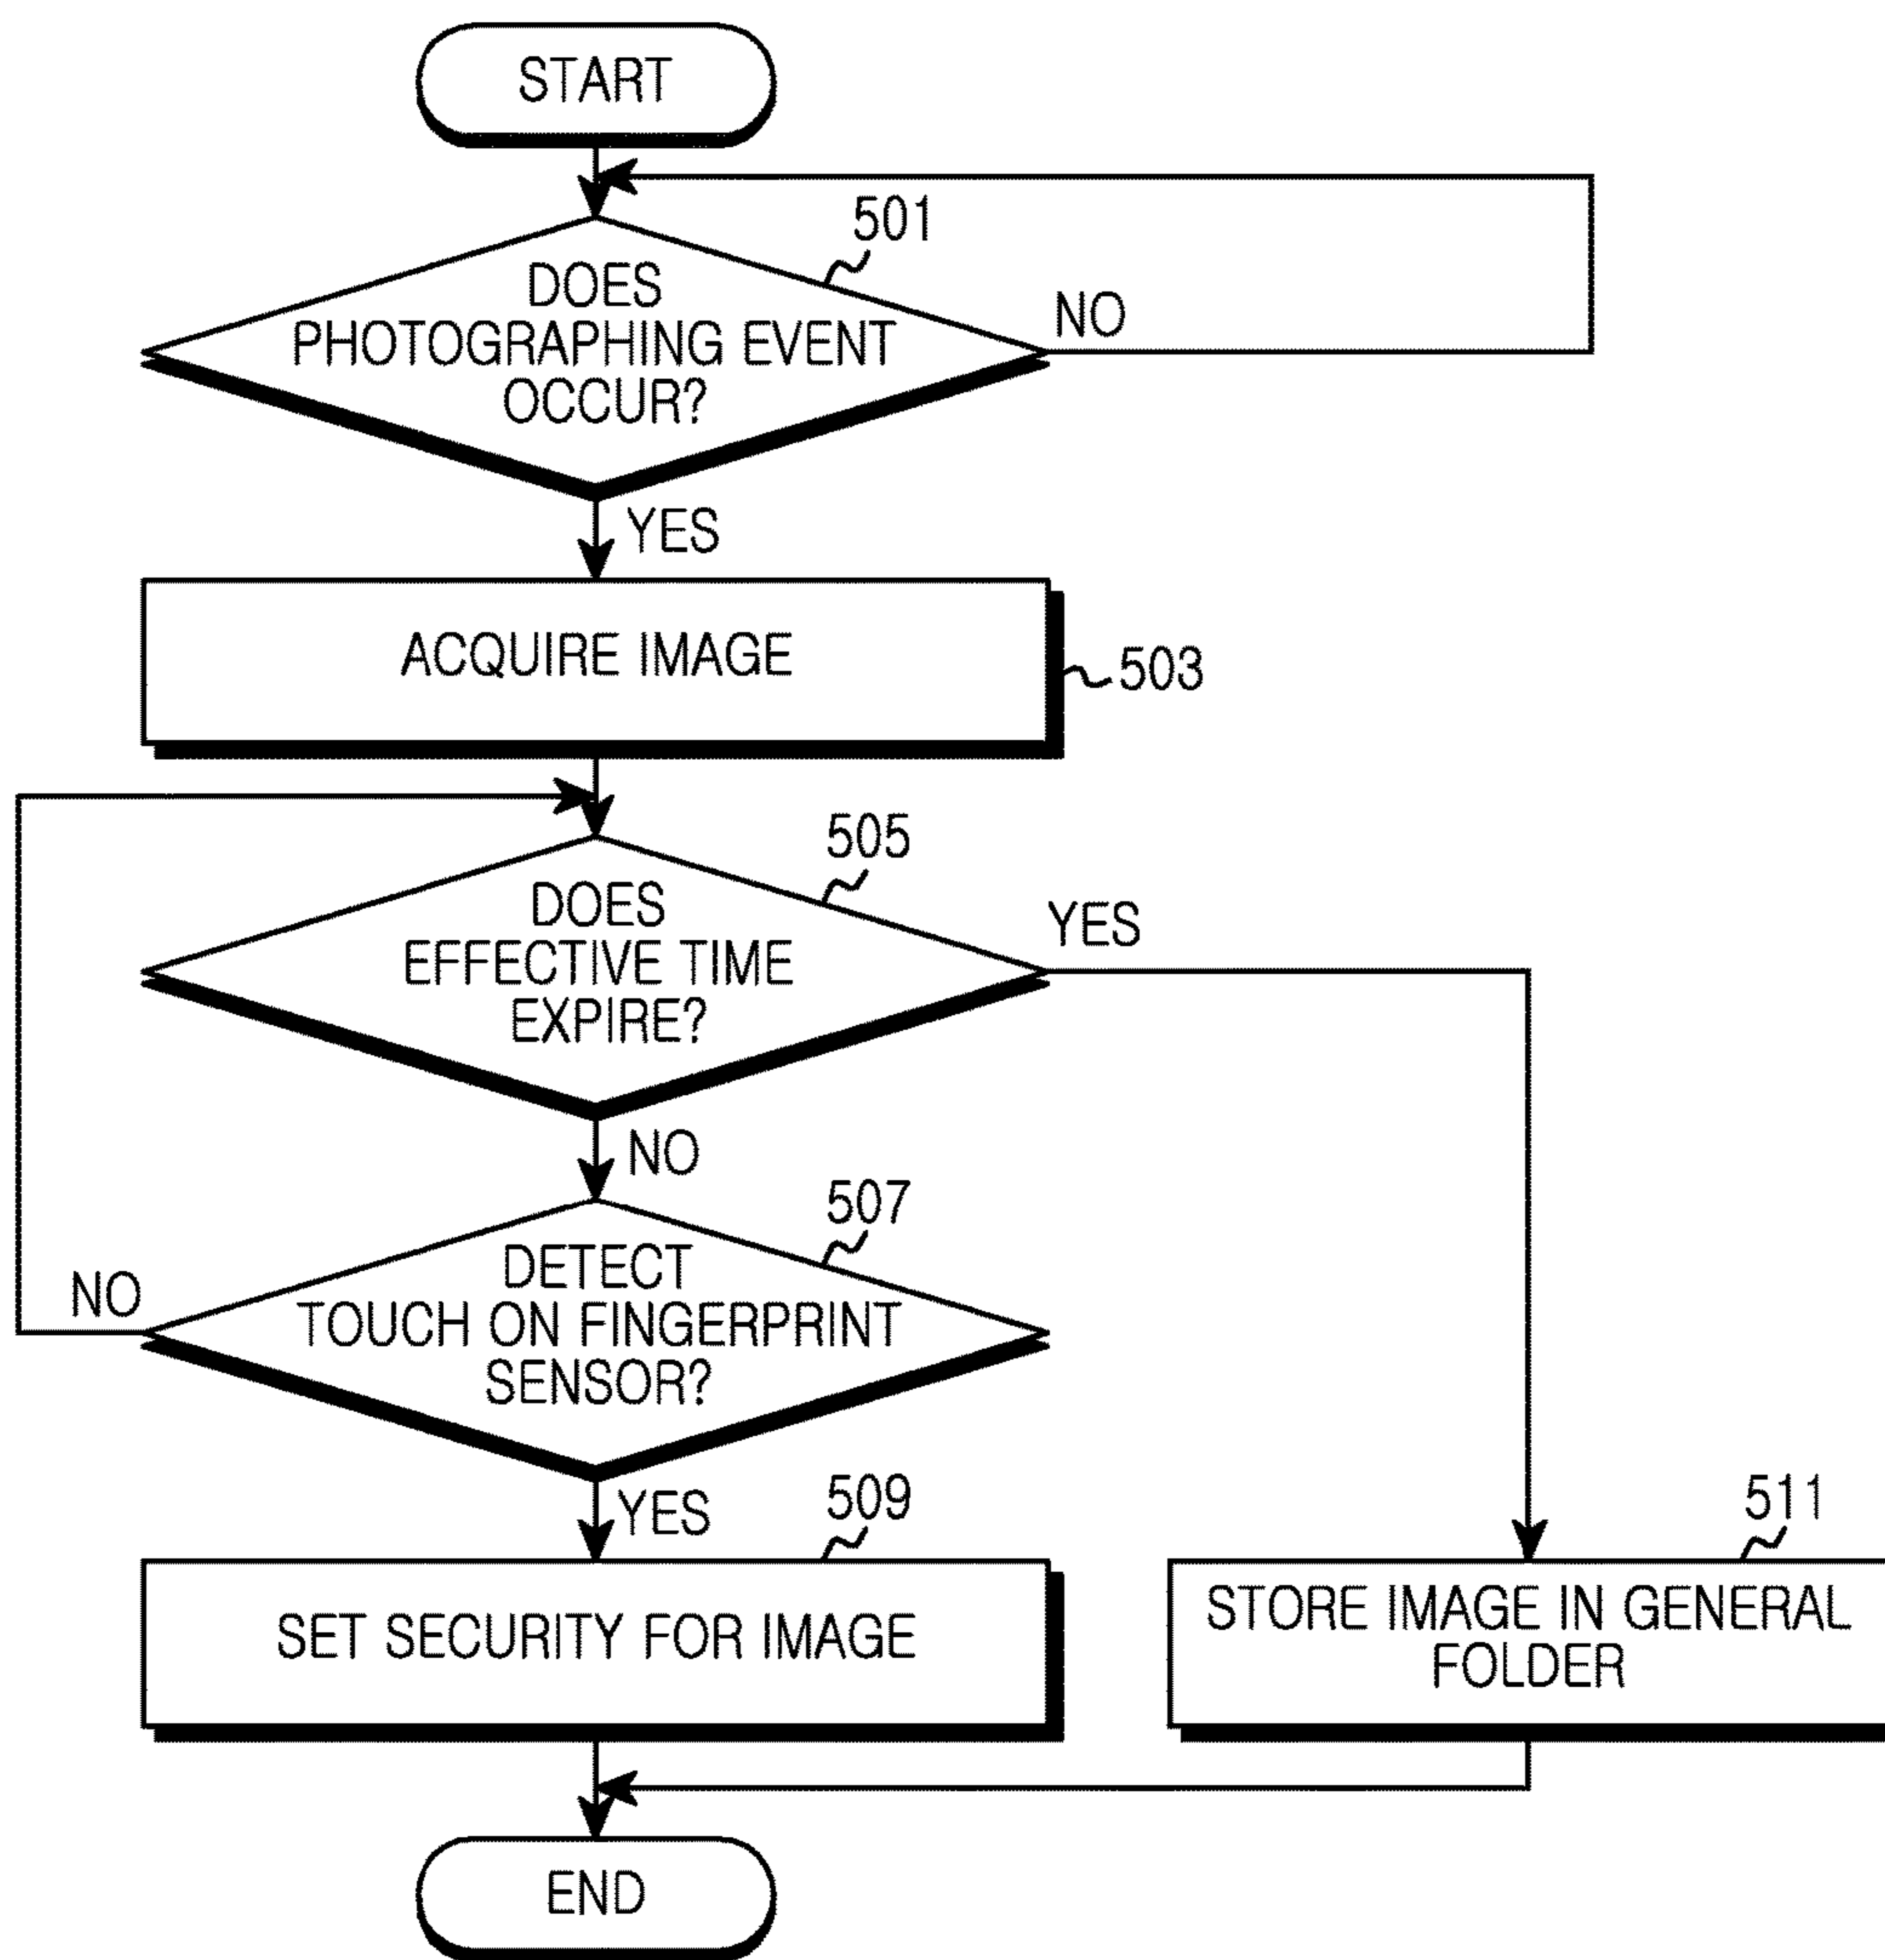 START
501
DOES
PHOTOGRAPHING EVENT
OCCUR?
NO
YES
ACQUIRE IMAGE
503
505
DOES
EFFECTIVE TIME
EXPIRE?
YES
NO
507
DETECT
TOUCH ON FINGERPRINT
SENSOR?
NO
YES
509
SET SECURITY FOR IMAGE
511
STORE IMAGE IN GENERAL
FOLDER
END